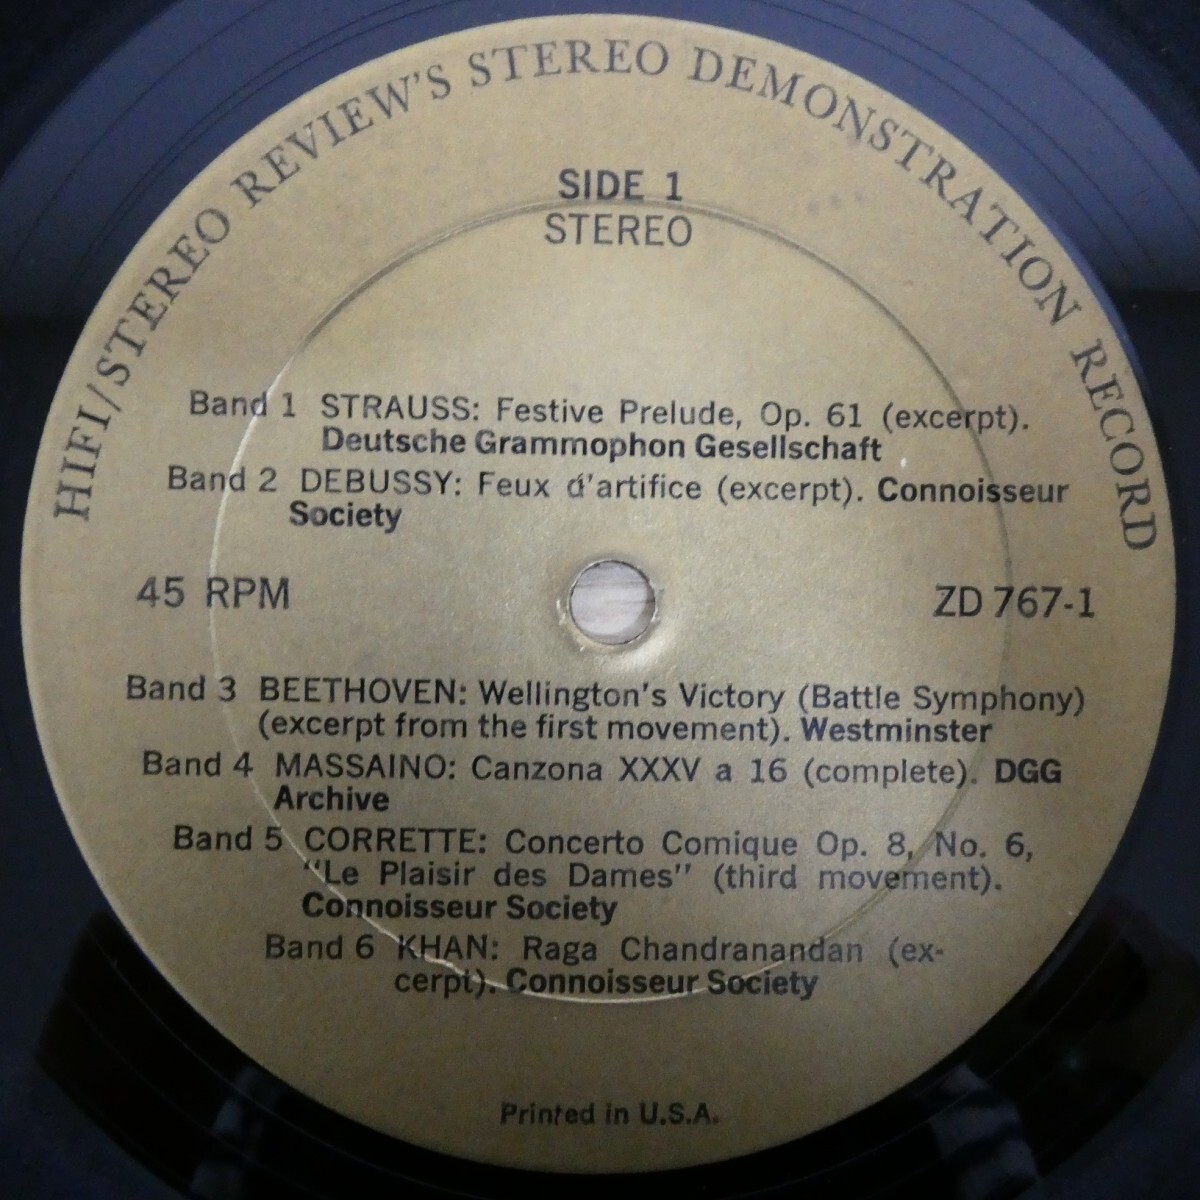 HIFI/STEREO REVIEW'S STEREO DEMONSTRATION RECORD
SIDE 1
STEREO
Band 1 STRAUSS: Festive Prelude, Op. 61 (excerpt).
Deutsche Grammophon Gesellschaft
Band 2 DEBUSSY: Feux d'artifice (excerpt). Connoisseur
Society
45 RPM
ZD 767-1
Band 3 BEETHOVEN: Wellington's Victory (Battle Symphony)
(excerpt from the first movement). Westminster
Band 4 MASSAINO: Canzona XXXV a 16 (complete). DGG
Archive
Band 5 CORRETTE: Concerto Comique Op. 8, No. 6,
"Le Plaisir des Dames" (third movement).
Connoisseur Society
Band 6 KHAN: Raga Chandranandan (ex-
cerpt). Connoisseur Society
Printed in U.S.A.